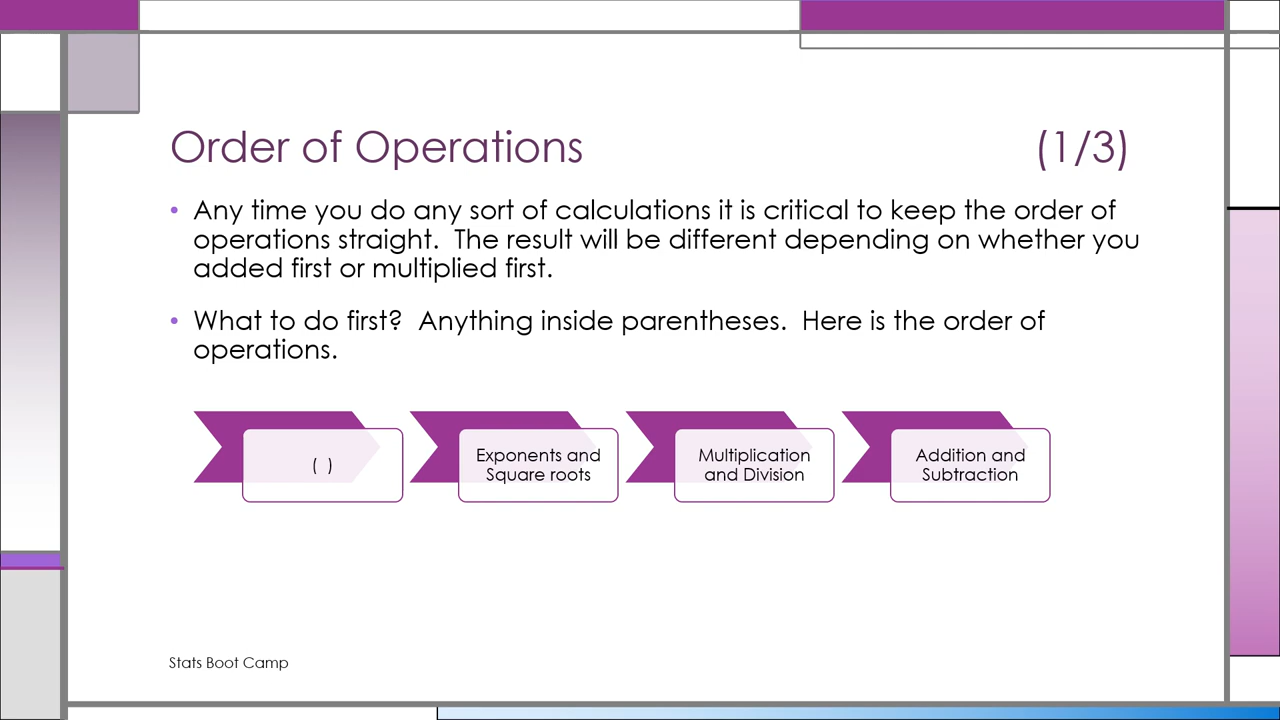 Order of Operations (1/3)
• Any time you do any sort of calculations it is critical to keep the order of
operations straight.  The result will be different depending on whether you
added first or multiplied first.
• What to do first?  Anything inside parentheses.  Here is the order of
operations.
( )
Exponents and
Square roots
Multiplication
and Division
Addition and
Subtraction
Stats Boot Camp